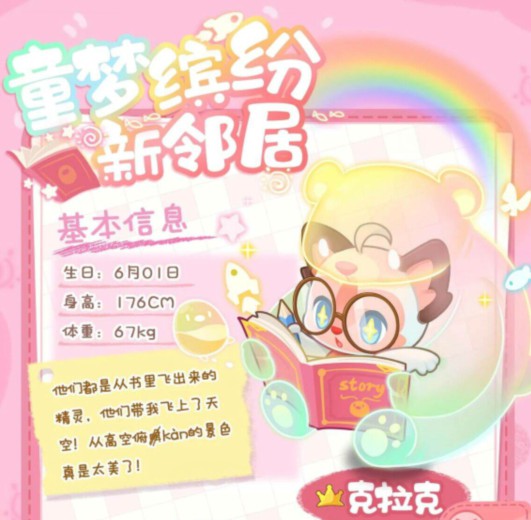 童梦缤纷
新邻居
基本信息
生日：6月01日
身高：176CM
体重：67kg
他们都是从书里飞出来的
精灵，他们带我飞上了天
空！从高空俯瞰kàn的景色
真是太美了！
story
克拉克